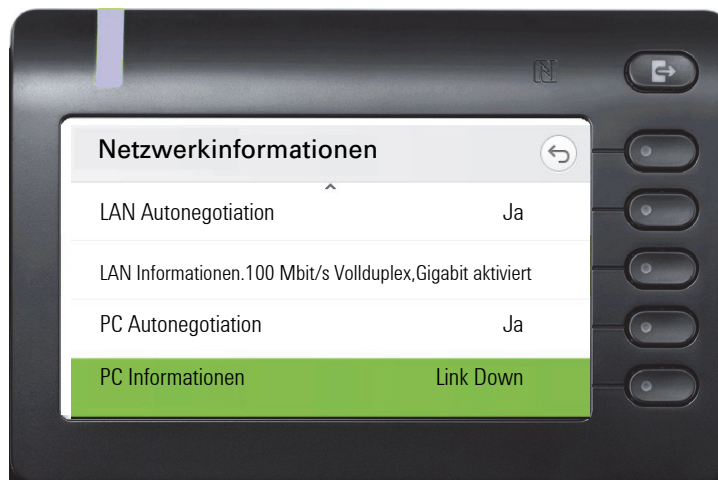 Netzwerkinformationen
LAN Autonegotiation Ja
LAN Informationen.100 Mbit/s Vollduplex,Gigabit aktiviert
PC Autonegotiation Ja
PC Informationen Link Down